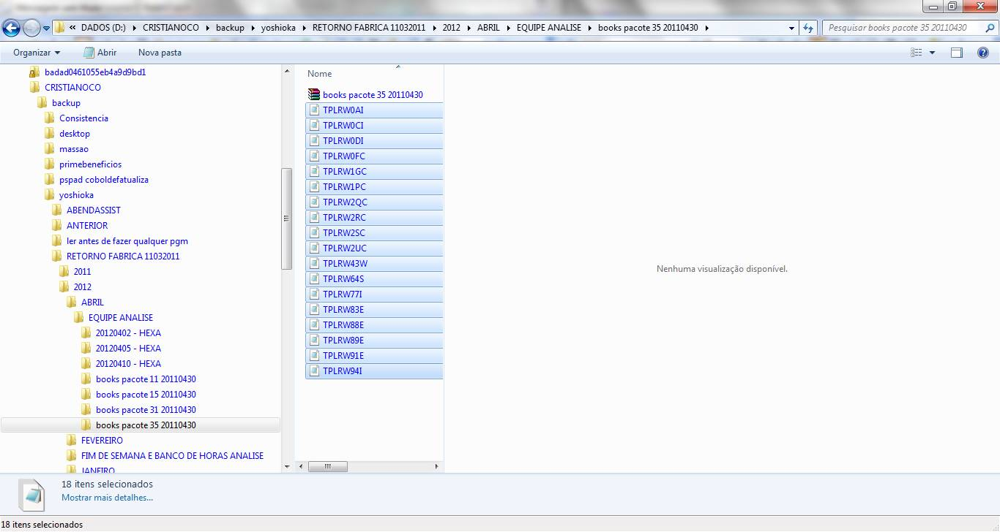 « DADOS (D:) ▸ CRISTIANOCO ▸ backup ▸ yoshioka ▸ RETORNO FABRICA 11032011 ▸ 2012 ▸ ABRIL ▸ EQUIPE ANALISE ▸ books pacote 35 20110430 ▸
Pesquisar books pacote 35 20110430
Organizar Abrir Nova pasta
badad0461055eb4a9d9bd1
CRISTIANOCO
backup
Consistencia
desktop
massao
primebeneficios
pspad coboldefatualiza
yoshioka
ABENDASSIST
ANTERIOR
ler antes de fazer qualquer pgm
RETORNO FABRICA 11032011
2011
2012
ABRIL
EQUIPE ANALISE
20120402 - HEXA
20120405 - HEXA
20120410 - HEXA
books pacote 11 20110430
books pacote 15 20110430
books pacote 31 20110430
books pacote 35 20110430
FEVEREIRO
FIM DE SEMANA E BANCO DE HORAS ANALISE
JANEIRO
Nome
books pacote 35 20110430
TPLRW0AI
TPLRW0CI
TPLRW0DI
TPLRW0FC
TPLRW1GC
TPLRW1PC
TPLRW2QC
TPLRW2RC
TPLRW2SC
TPLRW2UC
TPLRW43W
TPLRW64S
TPLRW77I
TPLRW83E
TPLRW88E
TPLRW89E
TPLRW91E
TPLRW94I
Nenhuma visualização disponível.
18 itens selecionados
Mostrar mais detalhes...
18 itens selecionados